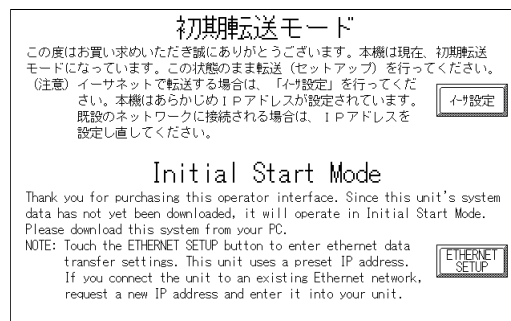 初期転送モード
この度はお買い求めいただき誠にありがとうございます。本機は現在、初期転送
モードになっています。この状態のまま転送（セットアップ）を行ってください。
（注意）イーサネットで転送する場合は、「ｲｰｻ設定」を行ってくだ
さい。本機はあらかじめＩＰアドレスが設定されています。
既設のネットワークに接続される場合は、ＩＰアドレスを
設定し直してください。
ｲｰｻ設定
Initial Start Mode
Thank you for purchasing this operator interface. Since this unit's system
data has not yet been downloaded, it will operate in Initial Start Mode.
Please download this system from your PC.
NOTE: Touch the ETHERNET SETUP button to enter ethernet data
transfer settings. This unit uses a preset IP address.
If you connect the unit to an existing Ethernet network,
request a new IP address and enter it into your unit.
ETHERNET
SETUP